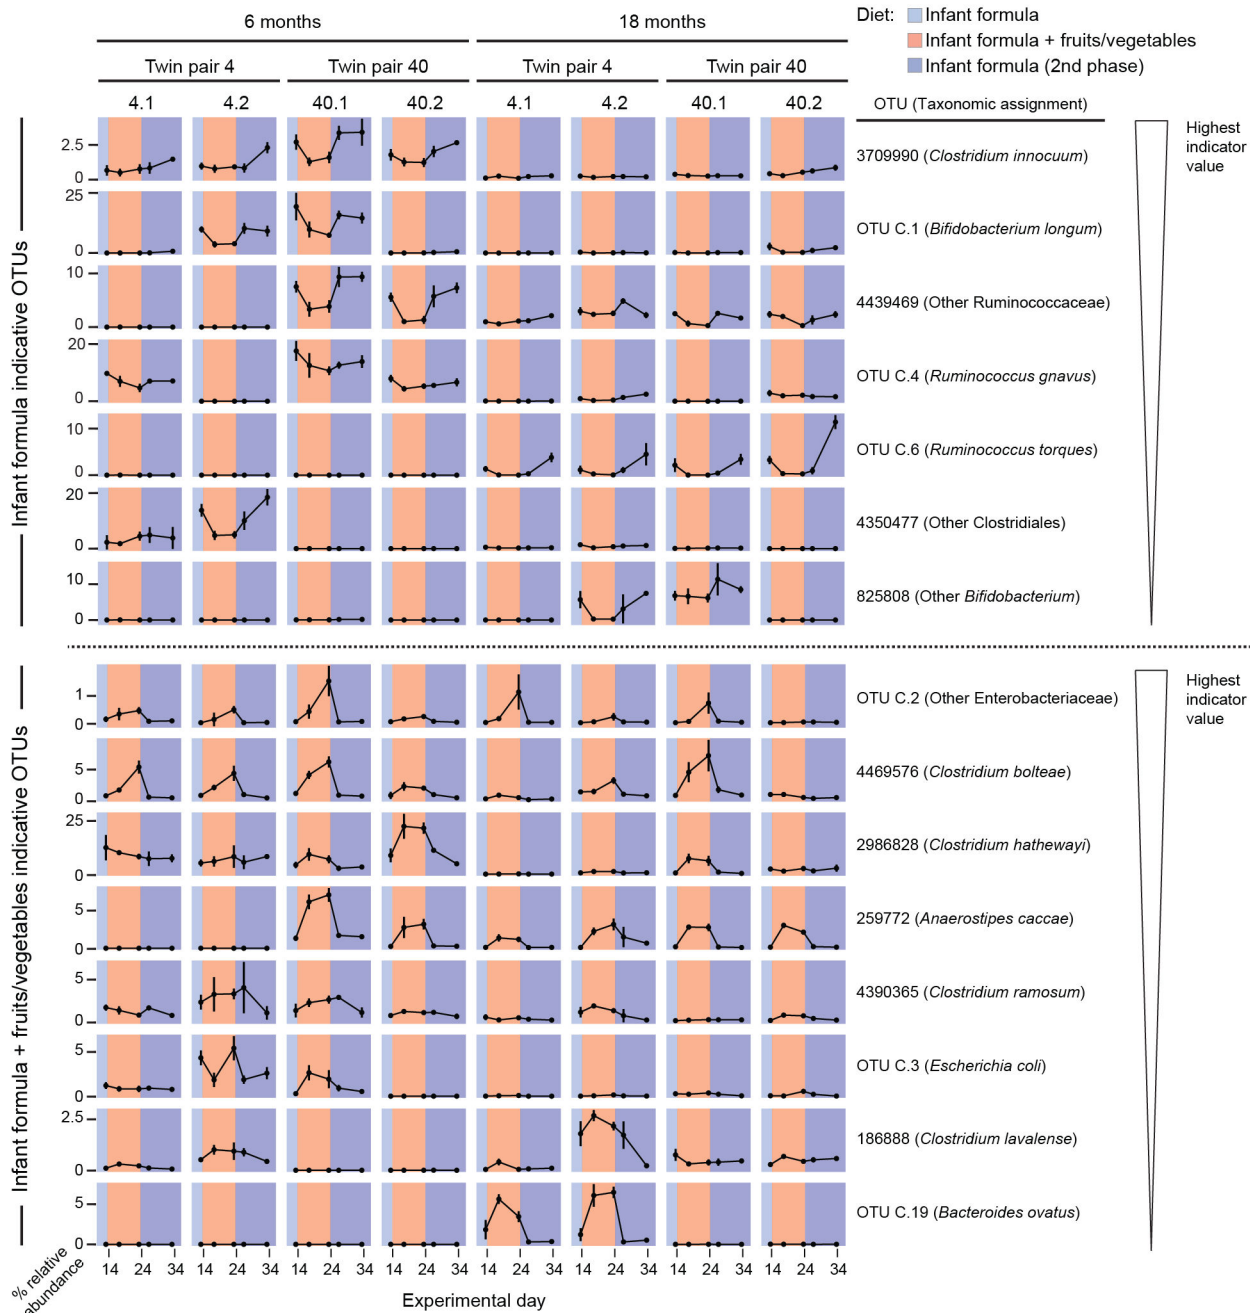 6 months
18 months
Diet:
Infant formula
Infant formula + fruits/vegetables
Infant formula (2nd phase)
Twin pair 4
Twin pair 40
Twin pair 4
Twin pair 40
4.1
4.2
40.1
40.2
4.1
4.2
40.1
40.2
OTU (Taxonomic assignment)
Highest
indicator
value
Infant formula indicative OTUs
2.5
0
3709990 (Clostridium innocuum)
25
0
OTU C.1 (Bifidobacterium longum)
10
0
4439469 (Other Ruminococcaceae)
20
0
OTU C.4 (Ruminococcus gnavus)
10
0
OTU C.6 (Ruminococcus torques)
20
0
4350477 (Other Clostridiales)
10
0
825808 (Other Bifidobacterium)
Infant formula + fruits/vegetables indicative OTUs
Highest
indicator
value
1
0
OTU C.2 (Other Enterobacteriaceae)
5
0
4469576 (Clostridium bolteae)
25
0
2986828 (Clostridium hathewayi)
5
0
259772 (Anaerostipes caccae)
5
0
4390365 (Clostridium ramosum)
5
0
OTU C.3 (Escherichia coli)
2.5
0
186888 (Clostridium lavalense)
5
0
OTU C.19 (Bacteroides ovatus)
14 24 34 14 24 34 14 24 34 14 24 34 14 24 34 14 24 34 14 24 34 14 24 34
% relative
abundance
Experimental day